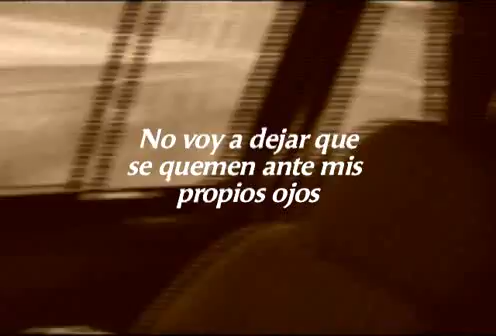 No voy a dejar que
se quemen ante mis
propios ojos